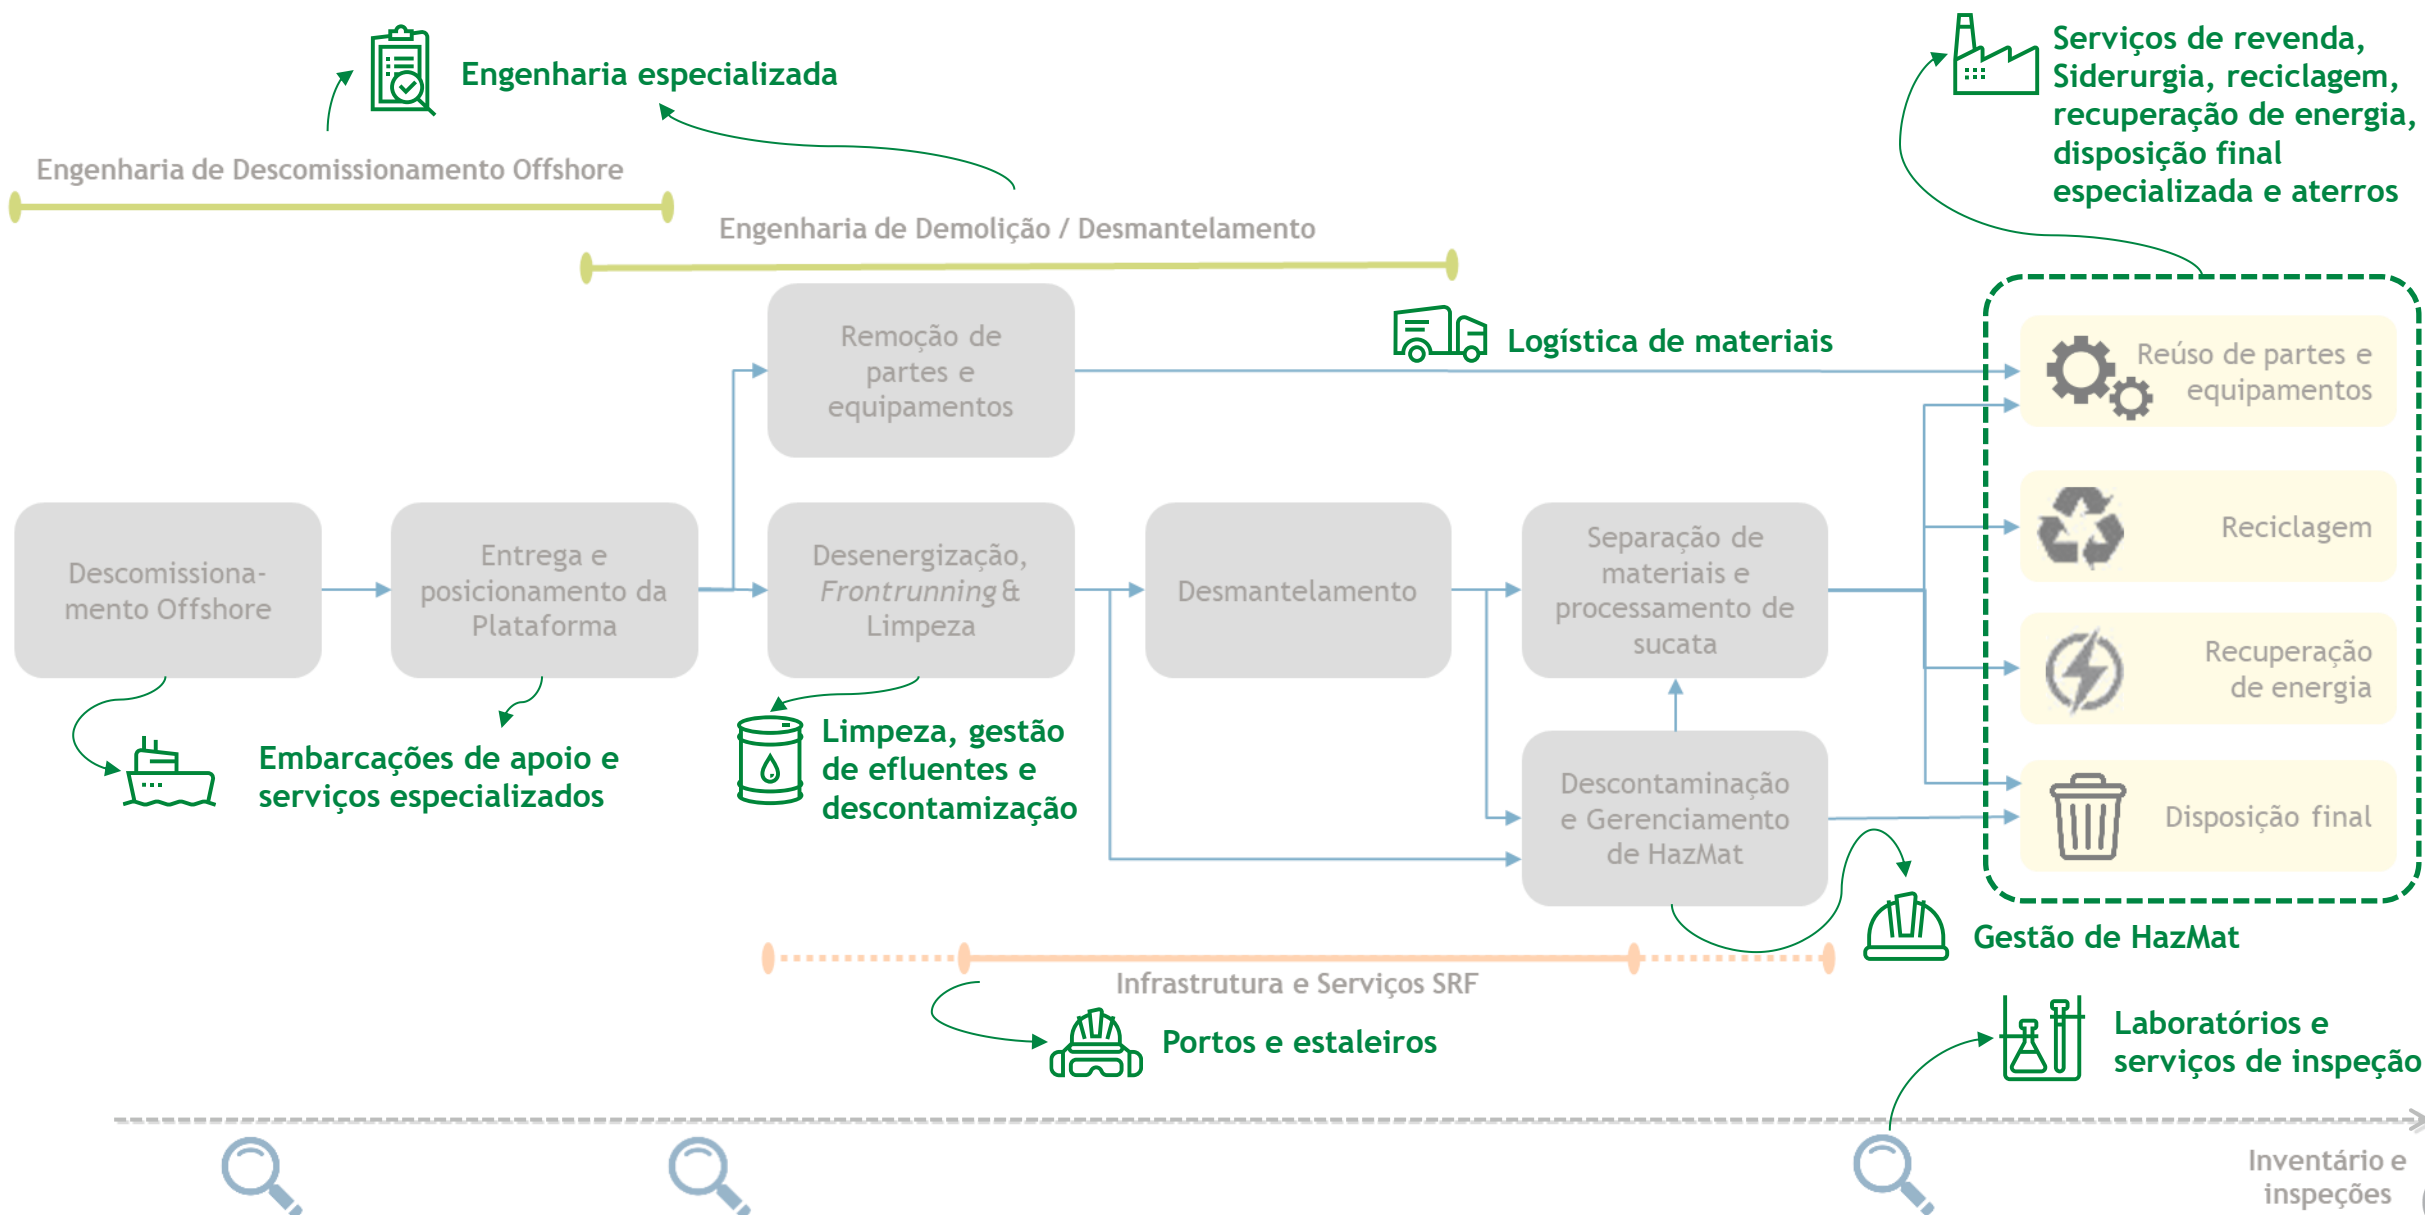 Engenharia especializada
Serviços de revenda,
Siderurgia, reciclagem,
recuperação de energia,
disposição final
especializada e aterros
Engenharia de Descomissionamento Offshore
Engenharia de Demolição / Desmantelamento
Remoção de
partes e
equipamentos
Logística de materiais
Reúso de partes e
equipamentos
Descomissiona-
mento Offshore
Entrega e
posicionamento da
Plataforma
Desenergização,
Frontrunning &
Limpeza
Desmantelamento
Separação de
materiais e
processamento de
sucata
Reciclagem
Recuperação
de energia
Embarcações de apoio e
serviços especializados
Limpeza, gestão
de efluentes e
descontamização
Descontaminação
e Gerenciamento
de HazMat
Disposição final
Gestão de HazMat
Infrastrutura e Serviços SRF
Portos e estaleiros
Laboratórios e
serviços de inspeção
Inventário e
inspeções